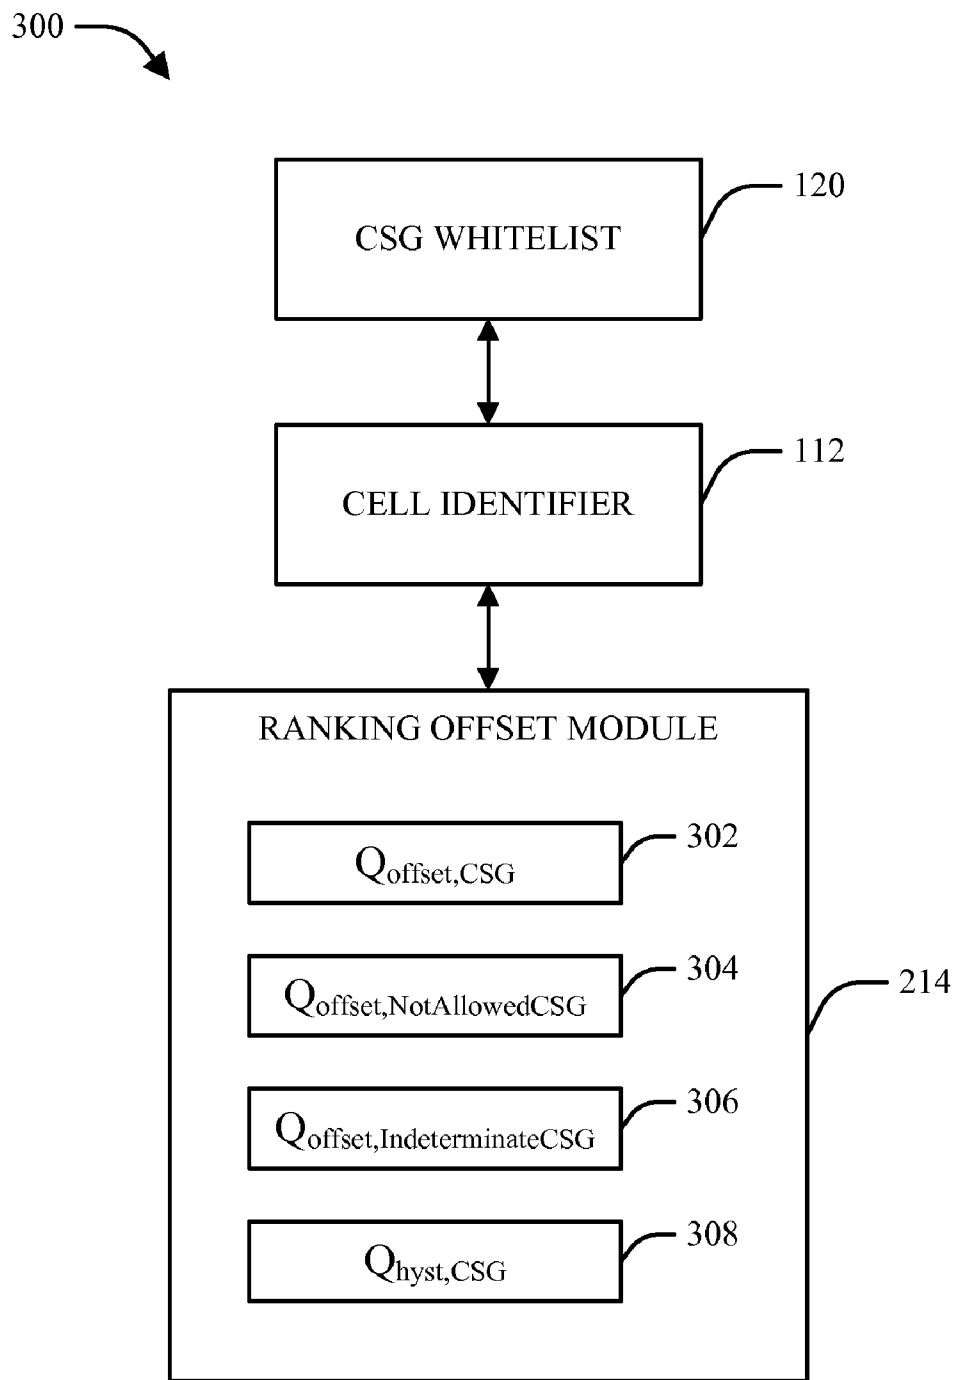 300
CSG WHITELIST
120
CELL IDENTIFIER
112
RANKING OFFSET MODULE
Qoffset,CSG
302
Qoffset,NotAllowedCSG
304
214
Qoffset,IndeterminateCSG
306
Qhyst,CSG
308